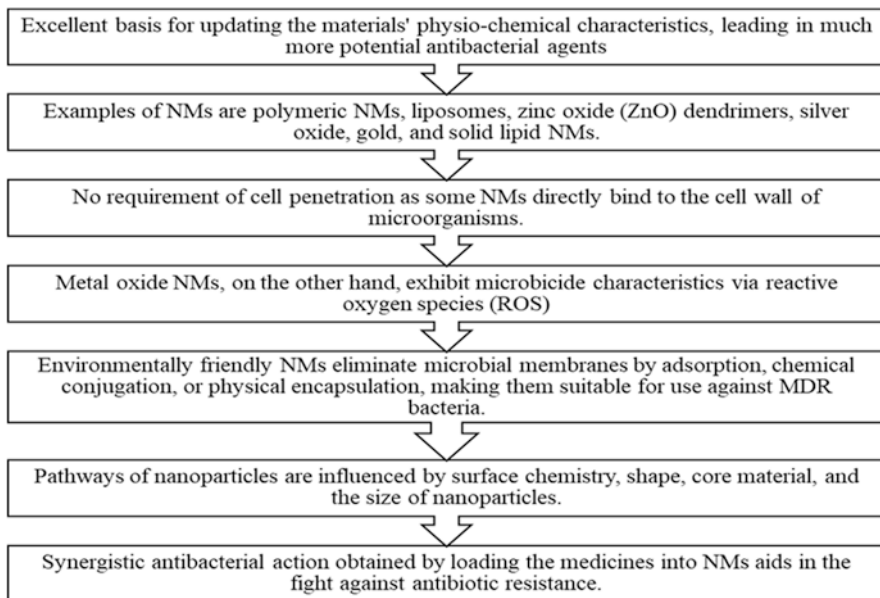 Excellent basis for updating the materials' physio-chemical characteristics, leading in much
more potential antibacterial agents
Examples of NMs are polymeric NMs, liposomes, zinc oxide (ZnO) dendrimers, silver
oxide, gold, and solid lipid NMs.
No requirement of cell penetration as some NMs directly bind to the cell wall of
microorganisms.
Metal oxide NMs, on the other hand, exhibit microbicide characteristics via reactive
oxygen species (ROS)
Environmentally friendly NMs eliminate microbial membranes by adsorption, chemical
conjugation, or physical encapsulation, making them suitable for use against MDR
bacteria.
Pathways of nanoparticles are influenced by surface chemistry, shape, core material, and
the size of nanoparticles.
Synergistic antibacterial action obtained by loading the medicines into NMs aids in the
fight against antibiotic resistance.